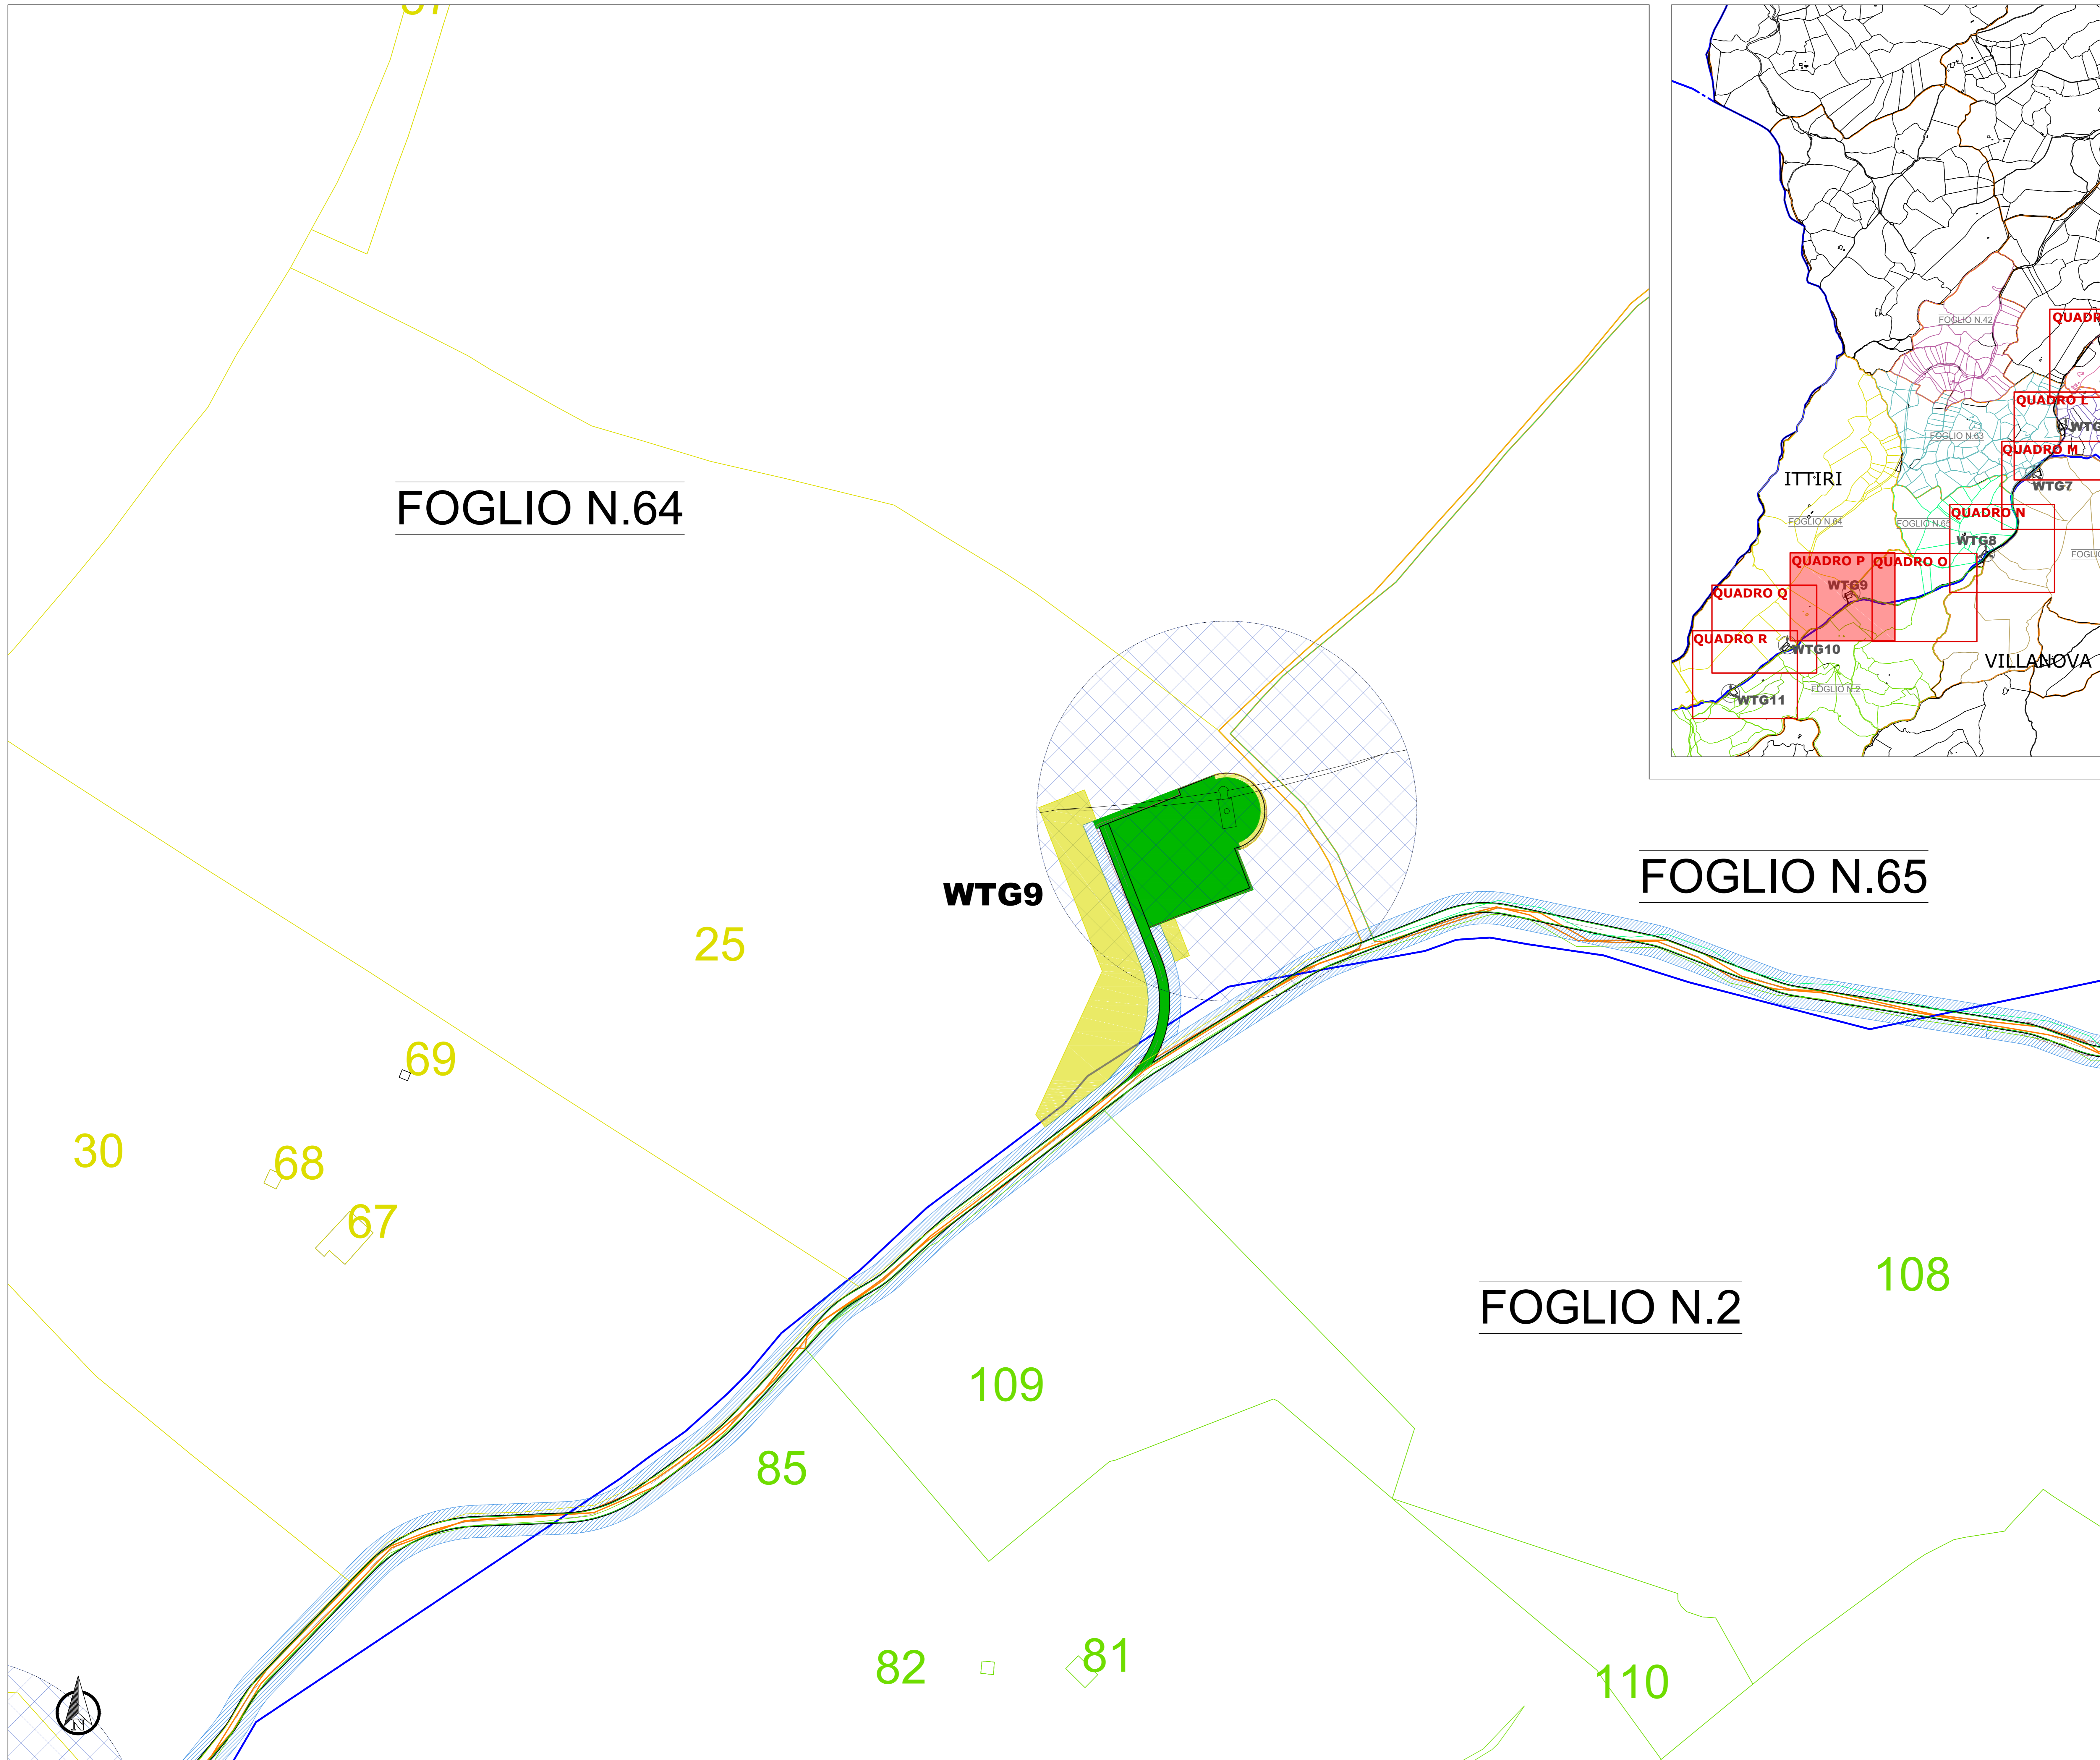 FOGLIO N.64
WTG9
25
69
30
68
67
FOGLIO N.65
FOGLIO N.2
108
109
85
82
81
110
N
FOGLIO N.42
QUADRO L
FOGLIO N.63
QUADRO M
WTG7
ITTIRI
FOGLIO N.64
FOGLIO N.65
QUADRO N
WTG8
QUADRO P
QUADRO O
WTG9
QUADRO Q
QUADRO R
WTG10
VILLANOVA
FOGLIO N.2
WTG11